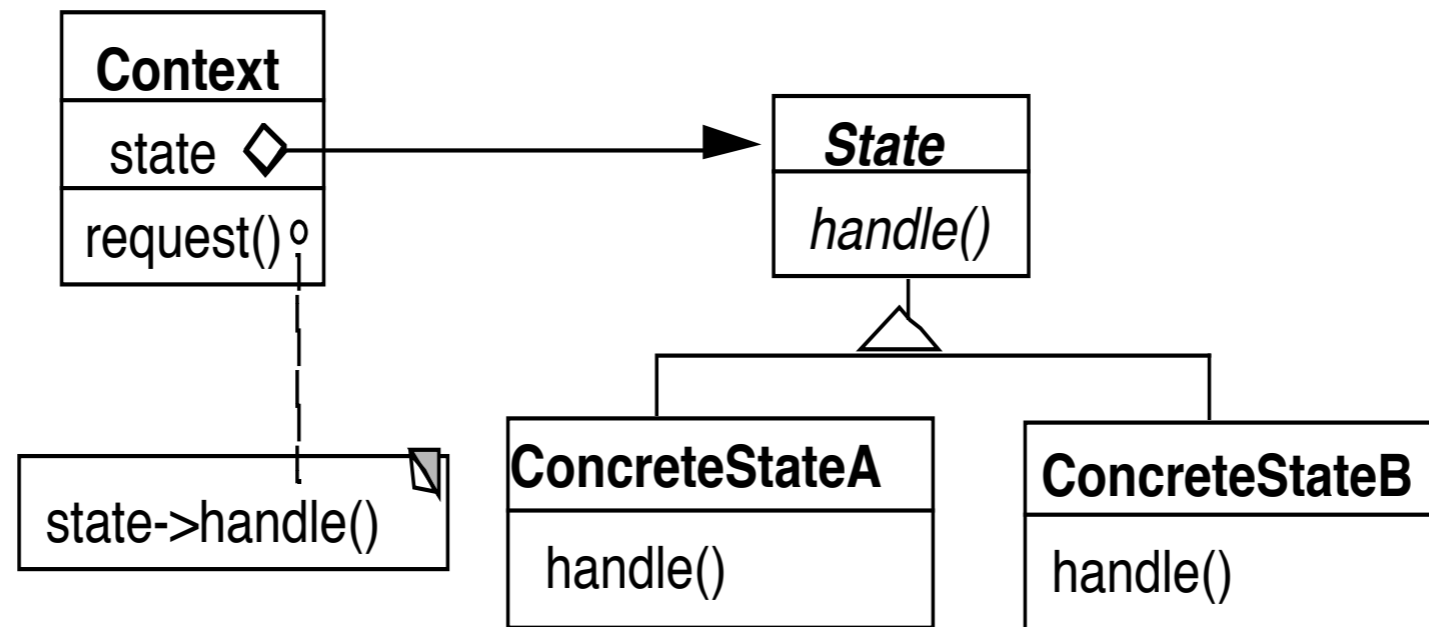 Context
state
request()
state->handle()
State
handle()
ConcreteStateA
handle()
ConcreteStateB
handle()